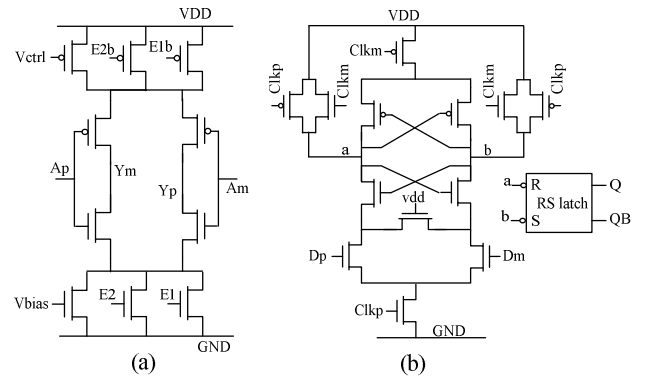 VDD
Vctrl
E2b
E1b
Ap
Ym
Yp
Am
Vbias
E2
E1
GND
(a)
VDD
Clkm
Clkp
Clkm
Clkm
Clkp
a
b
vdd
Dp
Dm
Clkp
GND
(b)
a
R
Q
RS latch
b
S
QB